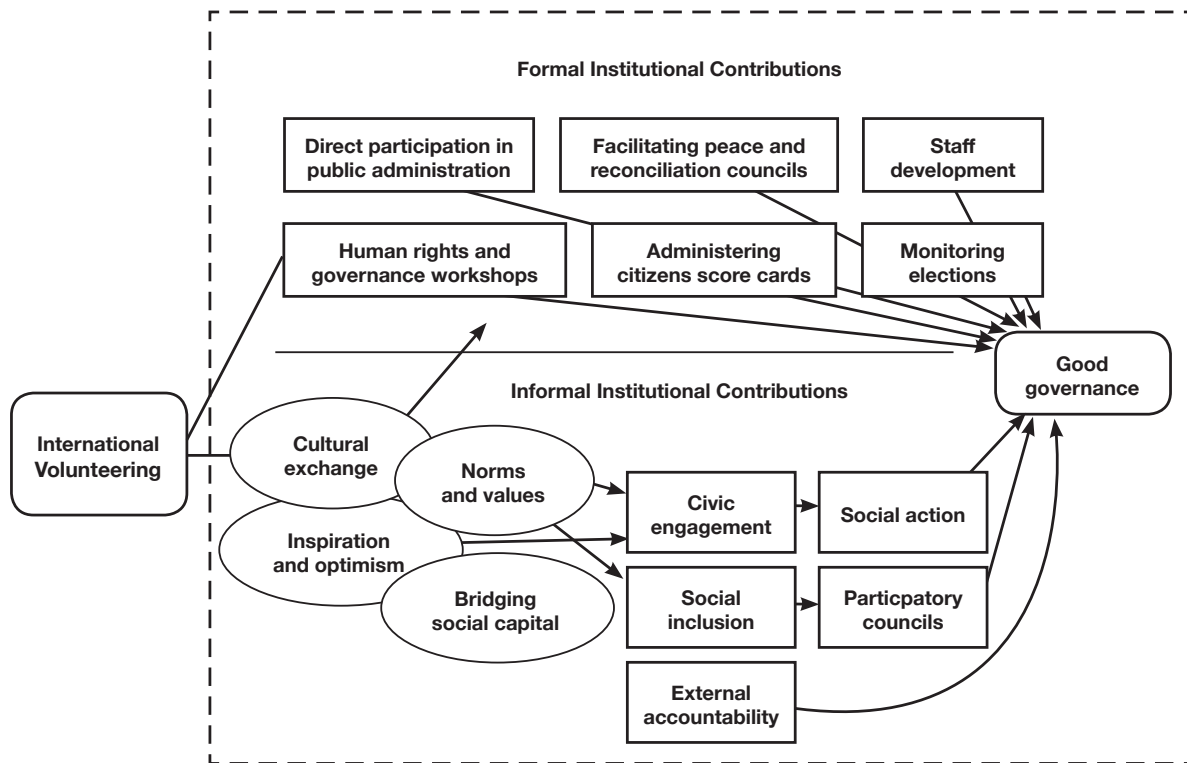 Formal Institutional Contributions
Direct participation in
public administration
Facilitating peace and
reconciliation councils
Staff
development
Human rights and
governance workshops
Administering
citizens score cards
Monitoring
elections
Good
governance
Informal Institutional Contributions
International
Volunteering
Cultural
exchange
Norms
and values
Inspiration
and optimism
Bridging
social capital
Civic
engagement
Social action
Social
inclusion
Particpatory
councils
External
accountability